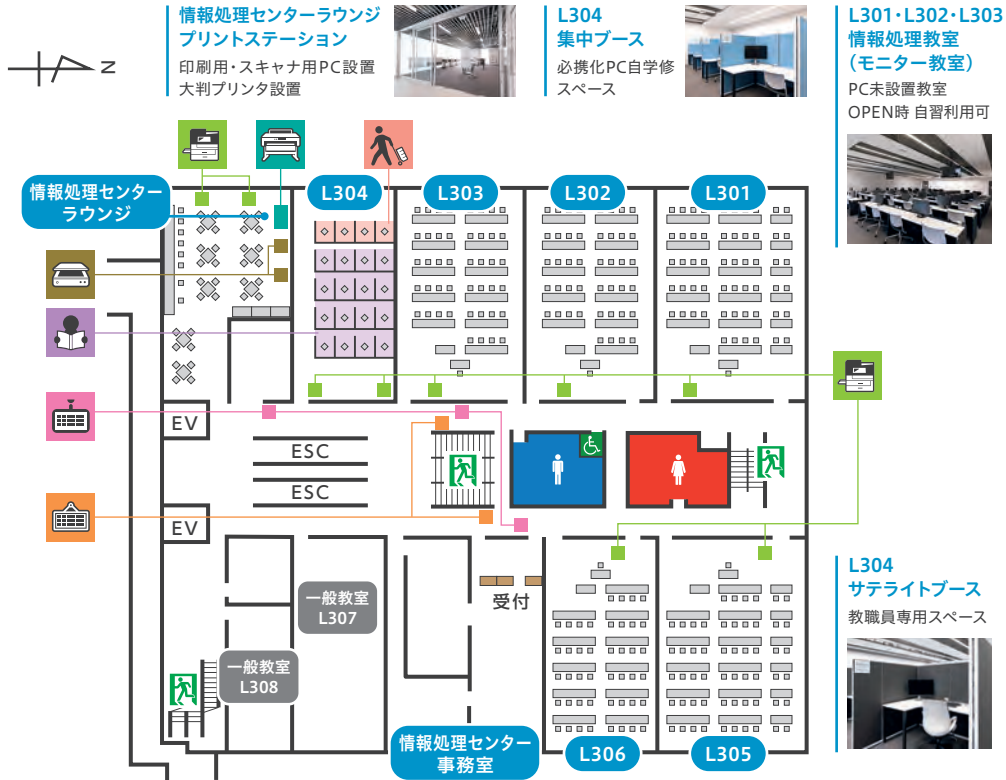 情報処理センターラウンジ
プリントステーション
印刷用・スキャナ用PC設置
大判プリンタ設置
L304
集中ブース
必携化PC自学修
スペース
L301・L302・L303
情報処理教室
（モニター教室）
PC未設置教室
OPEN時 自習利用可
N
情報処理センター
ラウンジ
L304
L303
L302
L301
EV
ESC
ESC
EV
受付
一般教室
L307
一般教室
L308
情報処理センター
事務室
L306
L305
L304
サテライトブース
教職員専用スペース